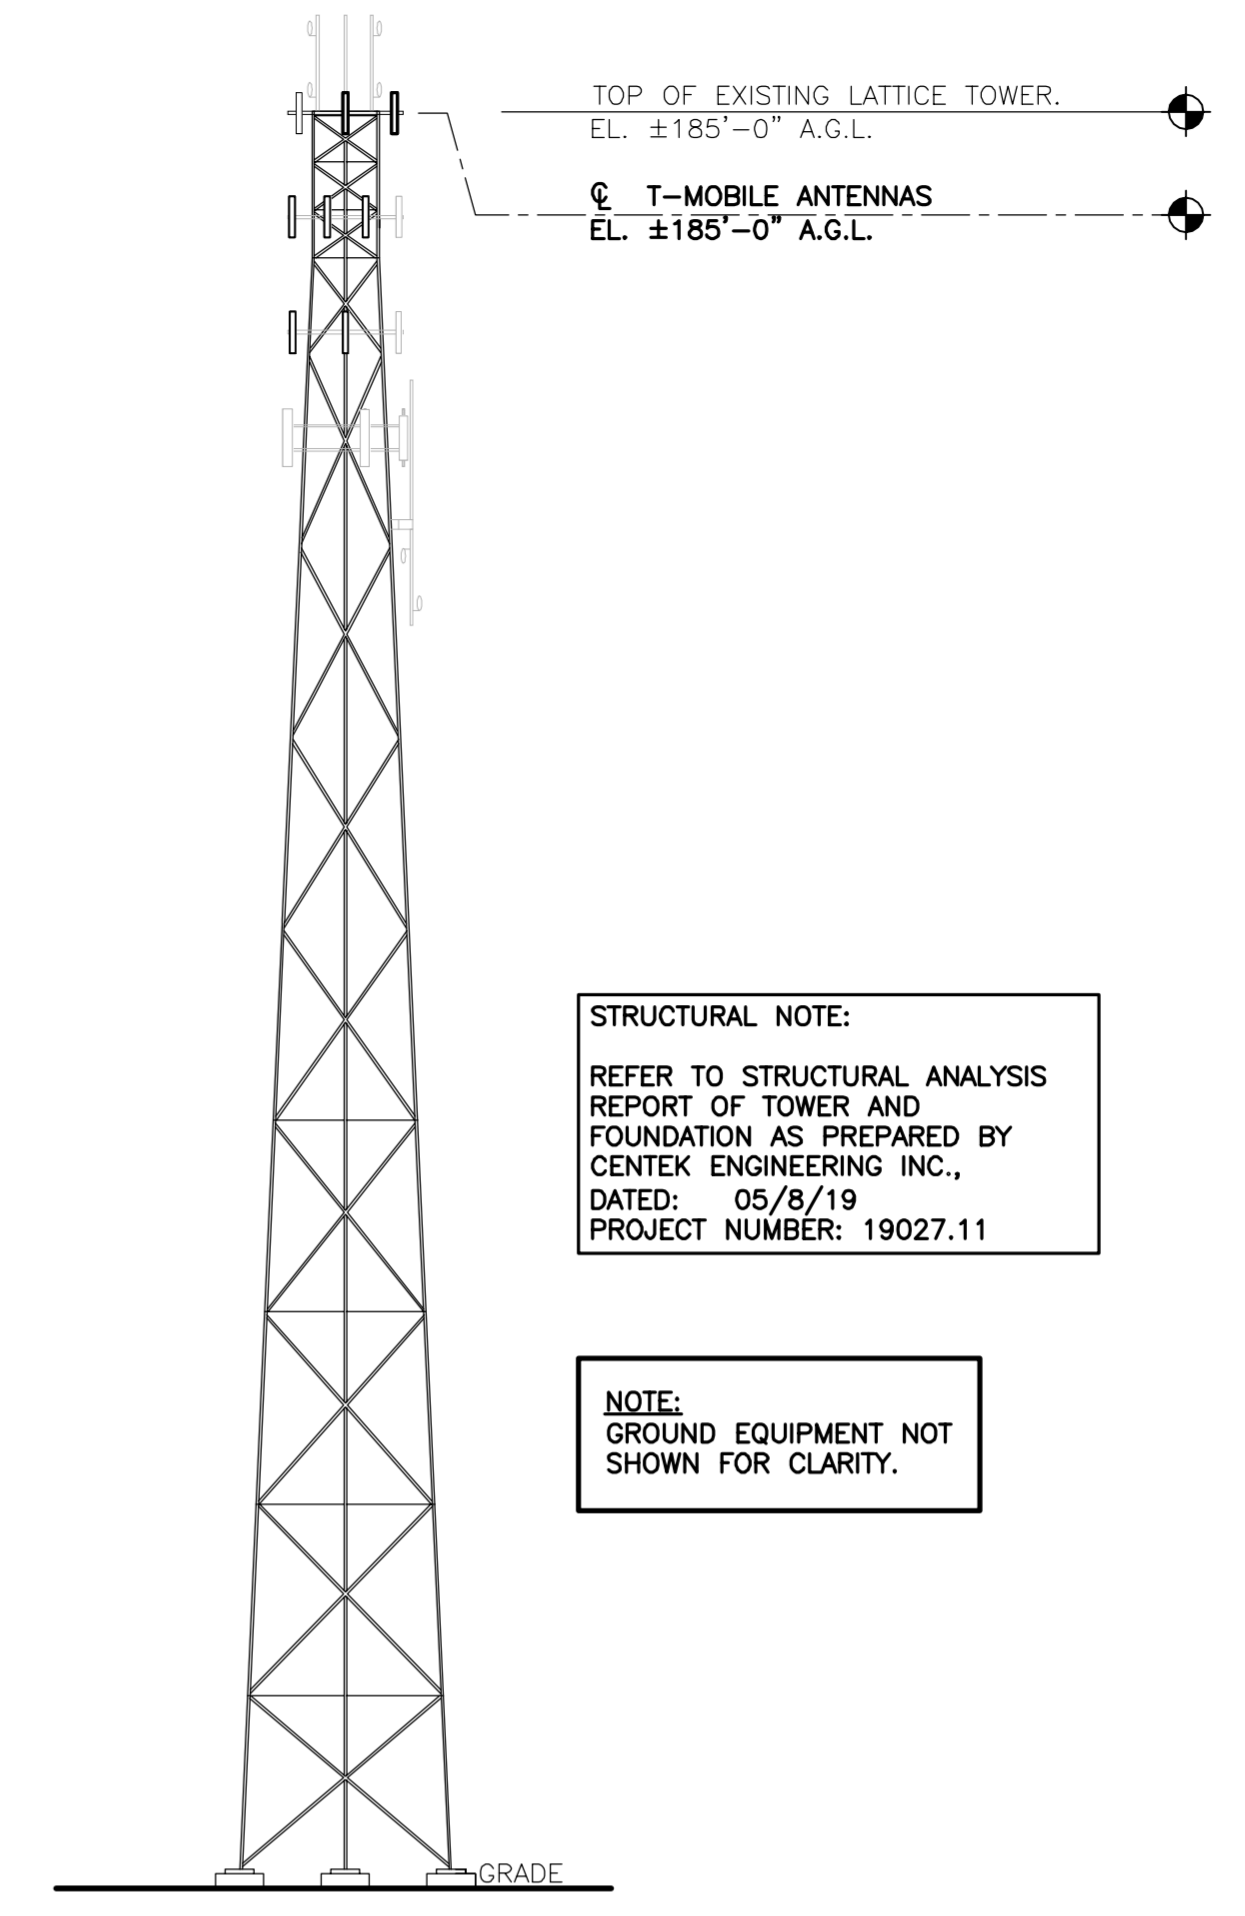 TOP OF EXISTING LATTICE TOWER.
EL. ±185'-0" A.G.L.
℄ T-MOBILE ANTENNAS
EL. ±185'-0" A.G.L.
STRUCTURAL NOTE:
REFER TO STRUCTURAL ANALYSIS
REPORT OF TOWER AND
FOUNDATION AS PREPARED BY
CENTEK ENGINEERING INC.,
DATED: 05/8/19
PROJECT NUMBER: 19027.11
NOTE:
GROUND EQUIPMENT NOT
SHOWN FOR CLARITY.
GRADE